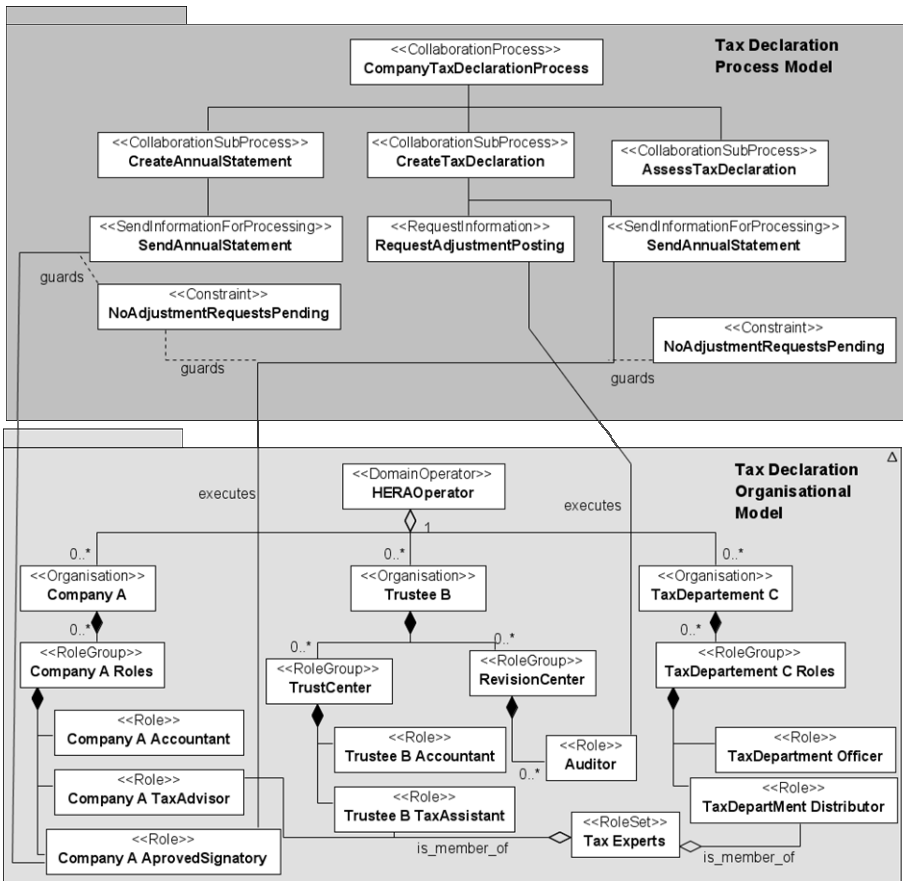 <<CollaborationProcess>>
CompanyTaxDeclarationProcess
Tax Declaration
Process Model
<<CollaborationSubProcess>>
CreateAnnualStatement
<<CollaborationSubProcess>>
CreateTaxDeclaration
<<CollaborationSubProcess>>
AssessTaxDeclaration
<<SendInformationForProcessing>>
SendAnnualStatement
<<RequestInformation>>
RequestAdjustmentPosting
<<SendInformationForProcessing>>
SendAnnualStatement
guards
<<Constraint>>
NoAdjustmentRequestsPending
guards
<<Constraint>>
NoAdjustmentRequestsPending
guards
Tax Declaration
Organisational
Model
<<DomainOperator>>
HERAOperator
executes
executes
1
0..*
0..*
0..*
<<Organisation>>
Company A
<<Organisation>>
Trustee B
<<Organisation>>
TaxDepartement C
0..*
0..*
0..*
0..*
<<RoleGroup>>
Company A Roles
<<RoleGroup>>
TrustCenter
<<RoleGroup>>
RevisionCenter
<<RoleGroup>>
TaxDepartement C Roles
<<Role>>
Company A Accountant
<<Role>>
Trustee B Accountant
<<Role>>
Auditor
0..*
<<Role>>
TaxDepartment Officer
<<Role>>
Company A TaxAdvisor
<<Role>>
Trustee B TaxAssistant
<<Role>>
TaxDepartMent Distributor
<<Role>>
Company A AprovedSignatory
is_member_of
<<RoleSet>>
Tax Experts
is_member_of